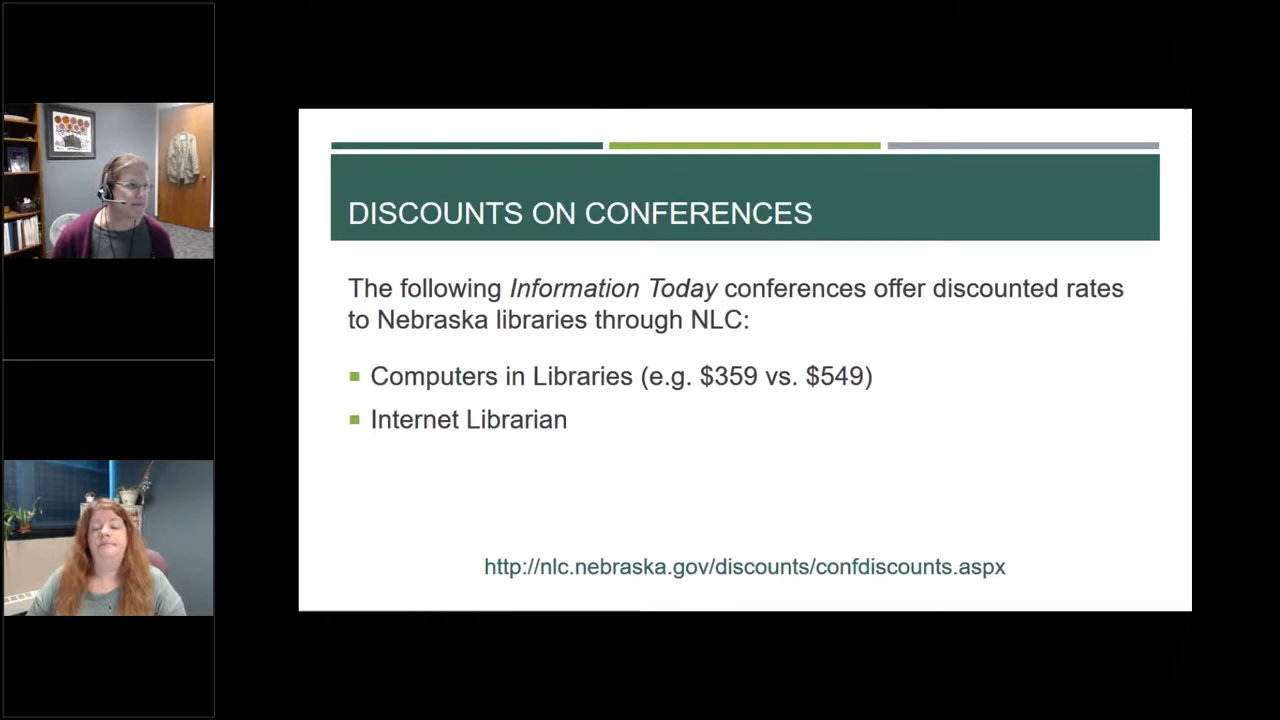 DISCOUNTS ON CONFERENCES
The following Information Today conferences offer discounted rates
to Nebraska libraries through NLC:
Computers in Libraries (e.g. $359 vs. $549)
Internet Librarian
http://nlc.nebraska.gov/discounts/confdiscounts.aspx